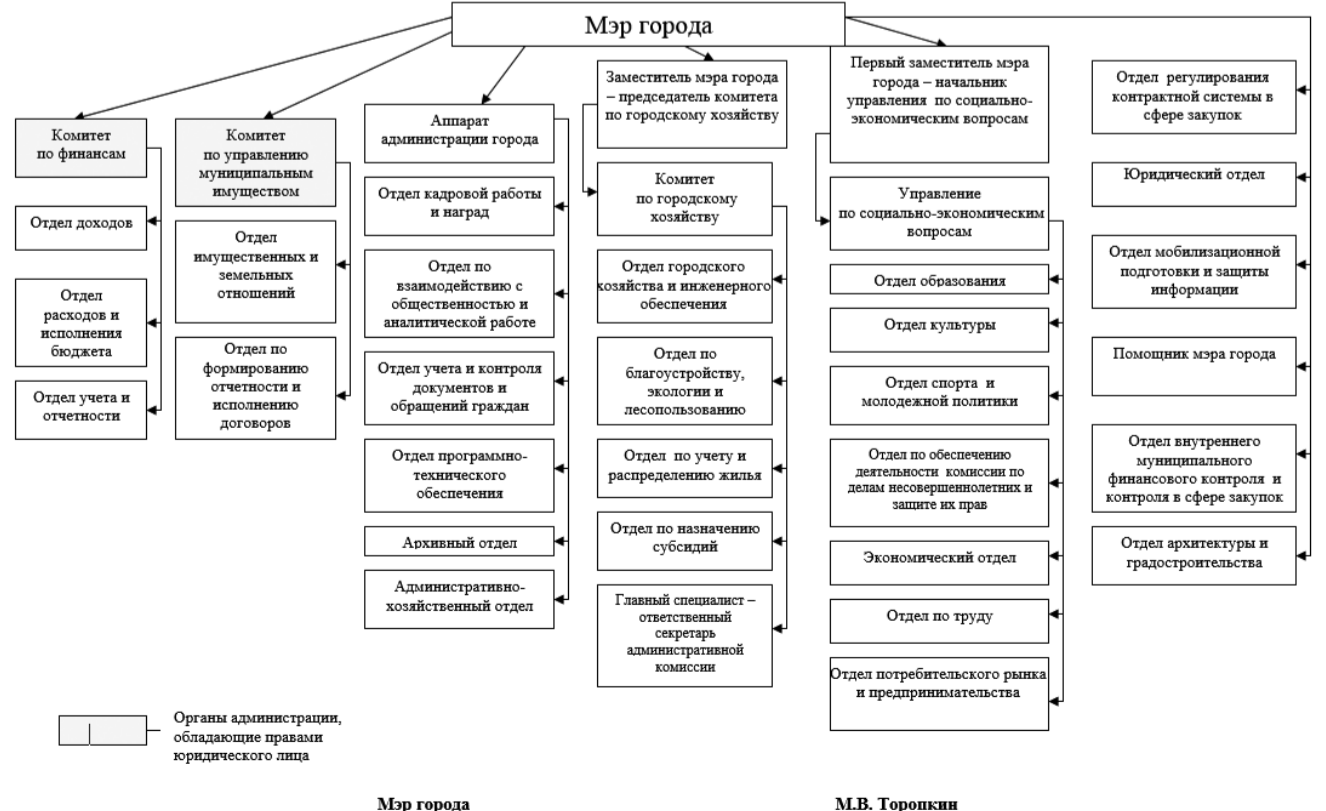 Мэр города
Комитет
по финансам
Отдел доходов
Отдел
расходов и
исполнения
бюджета
Отдел учета и
отчетности
Комитет
по управлению
муниципальным
имуществом
Отдел
имущественных и
земельных
отношений
Отдел по
формированию
отчетности и
исполнению
договоров
Аппарат
администрации города
Отдел кадровой работы
и наград
Отдел по
взаимодействию с
общественностью и
аналитической работе
Отдел учета и контроля
документов и
обращений граждан
Отдел программно-
технического
обеспечения
Архивный отдел
Административно-
хозяйственный отдел
Заместитель мэра города
– председатель комитета
по городскому хозяйству
Комитет
по городскому
хозяйству
Отдел городского
хозяйства и инженерного
обеспечения
Отдел по
благоустройству,
экологии и
лесопользованию
Отдел по учету и
распределению жилья
Отдел по назначению
субсидий
Главный специалист –
ответственный
секретарь
административной
комиссии
Первый заместитель мэра
города – начальник
управления по социально-
экономическим вопросам
Управление
по социально-экономическим
вопросам
Отдел образования
Отдел культуры
Отдел спорта и
молодежной политики
Отдел по обеспечению
деятельности комиссии по
делам несовершеннолетних и
защите их прав
Экономический отдел
Отдел по труду
Отдел потребительского рынка
и предпринимательства
Отдел регулирования
контрактной системы в
сфере закупок
Юридический отдел
Отдел мобилизационной
подготовки и защиты
информации
Помощник мэра города
Отдел внутреннего
муниципального
финансового контроля и
контроля в сфере закупок
Отдел архитектуры и
градостроительства
Органы администрации,
обладающие правами
юридического лица
Мэр города М.В. Торопкин